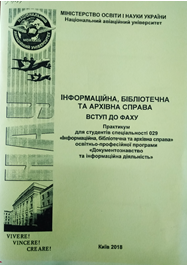 МІНІСТЕРСТВО ОСВІТИ І НАУКИ УКРАЇНИ
Національний авіаційний університет
ІНФОРМАЦІЙНА, БІБЛІОТЕЧНА
ТА АРХІВНА СПРАВА
ВСТУП ДО ФАХУ
Практикум
для студентів спеціальності 029
«Інформаційна, бібліотечна та архівна справа»
освітньо-професійної програми
«Документознавство
та інформаційна діяльність»
НАУ
VIVERE!
VINCERE!
CREARE!
Київ 2018